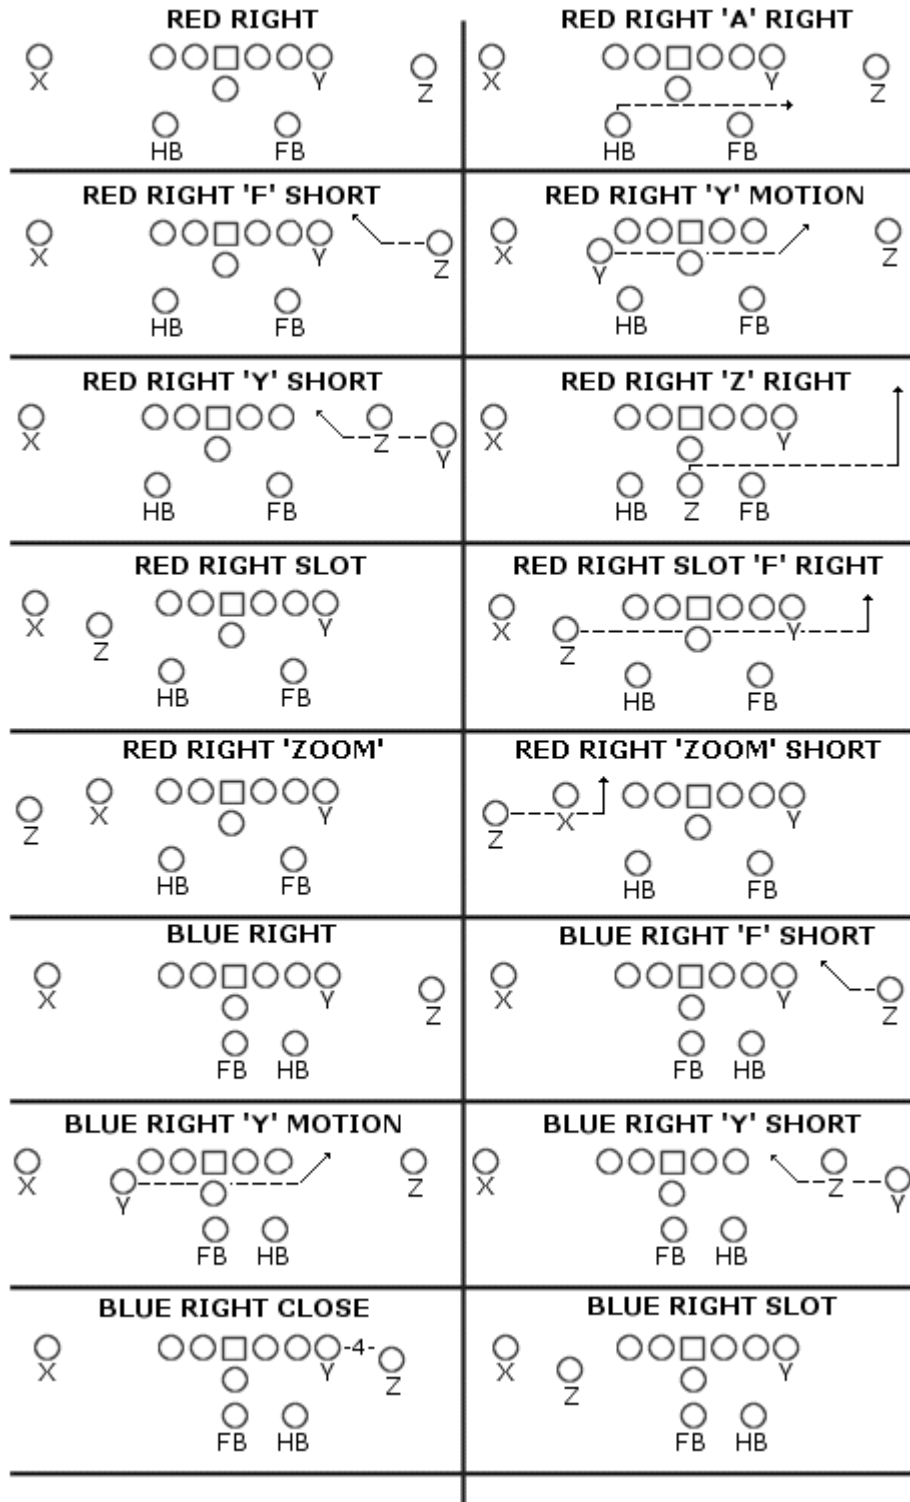 RED RIGHT
X Y Z
HB FB
RED RIGHT 'A' RIGHT
X Y Z
HB FB
RED RIGHT 'F' SHORT
X Y Z
HB FB
RED RIGHT 'Y' MOTION
X Y Z
HB FB
RED RIGHT 'Y' SHORT
X Z Y
HB FB
RED RIGHT 'Z' RIGHT
X Y
HB Z FB
RED RIGHT SLOT
X Z Y
HB FB
RED RIGHT SLOT 'F' RIGHT
X Z Y
HB FB
RED RIGHT 'ZOOM'
Z X Y
HB FB
RED RIGHT 'ZOOM' SHORT
Z X Y
HB FB
BLUE RIGHT
X Y Z
FB HB
BLUE RIGHT 'F' SHORT
X Y Z
FB HB
BLUE RIGHT 'Y' MOTION
X Y Z
FB HB
BLUE RIGHT 'Y' SHORT
X Z Y
FB HB
BLUE RIGHT CLOSE
-4-
X Y Z
FB HB
BLUE RIGHT SLOT
X Z Y
FB HB